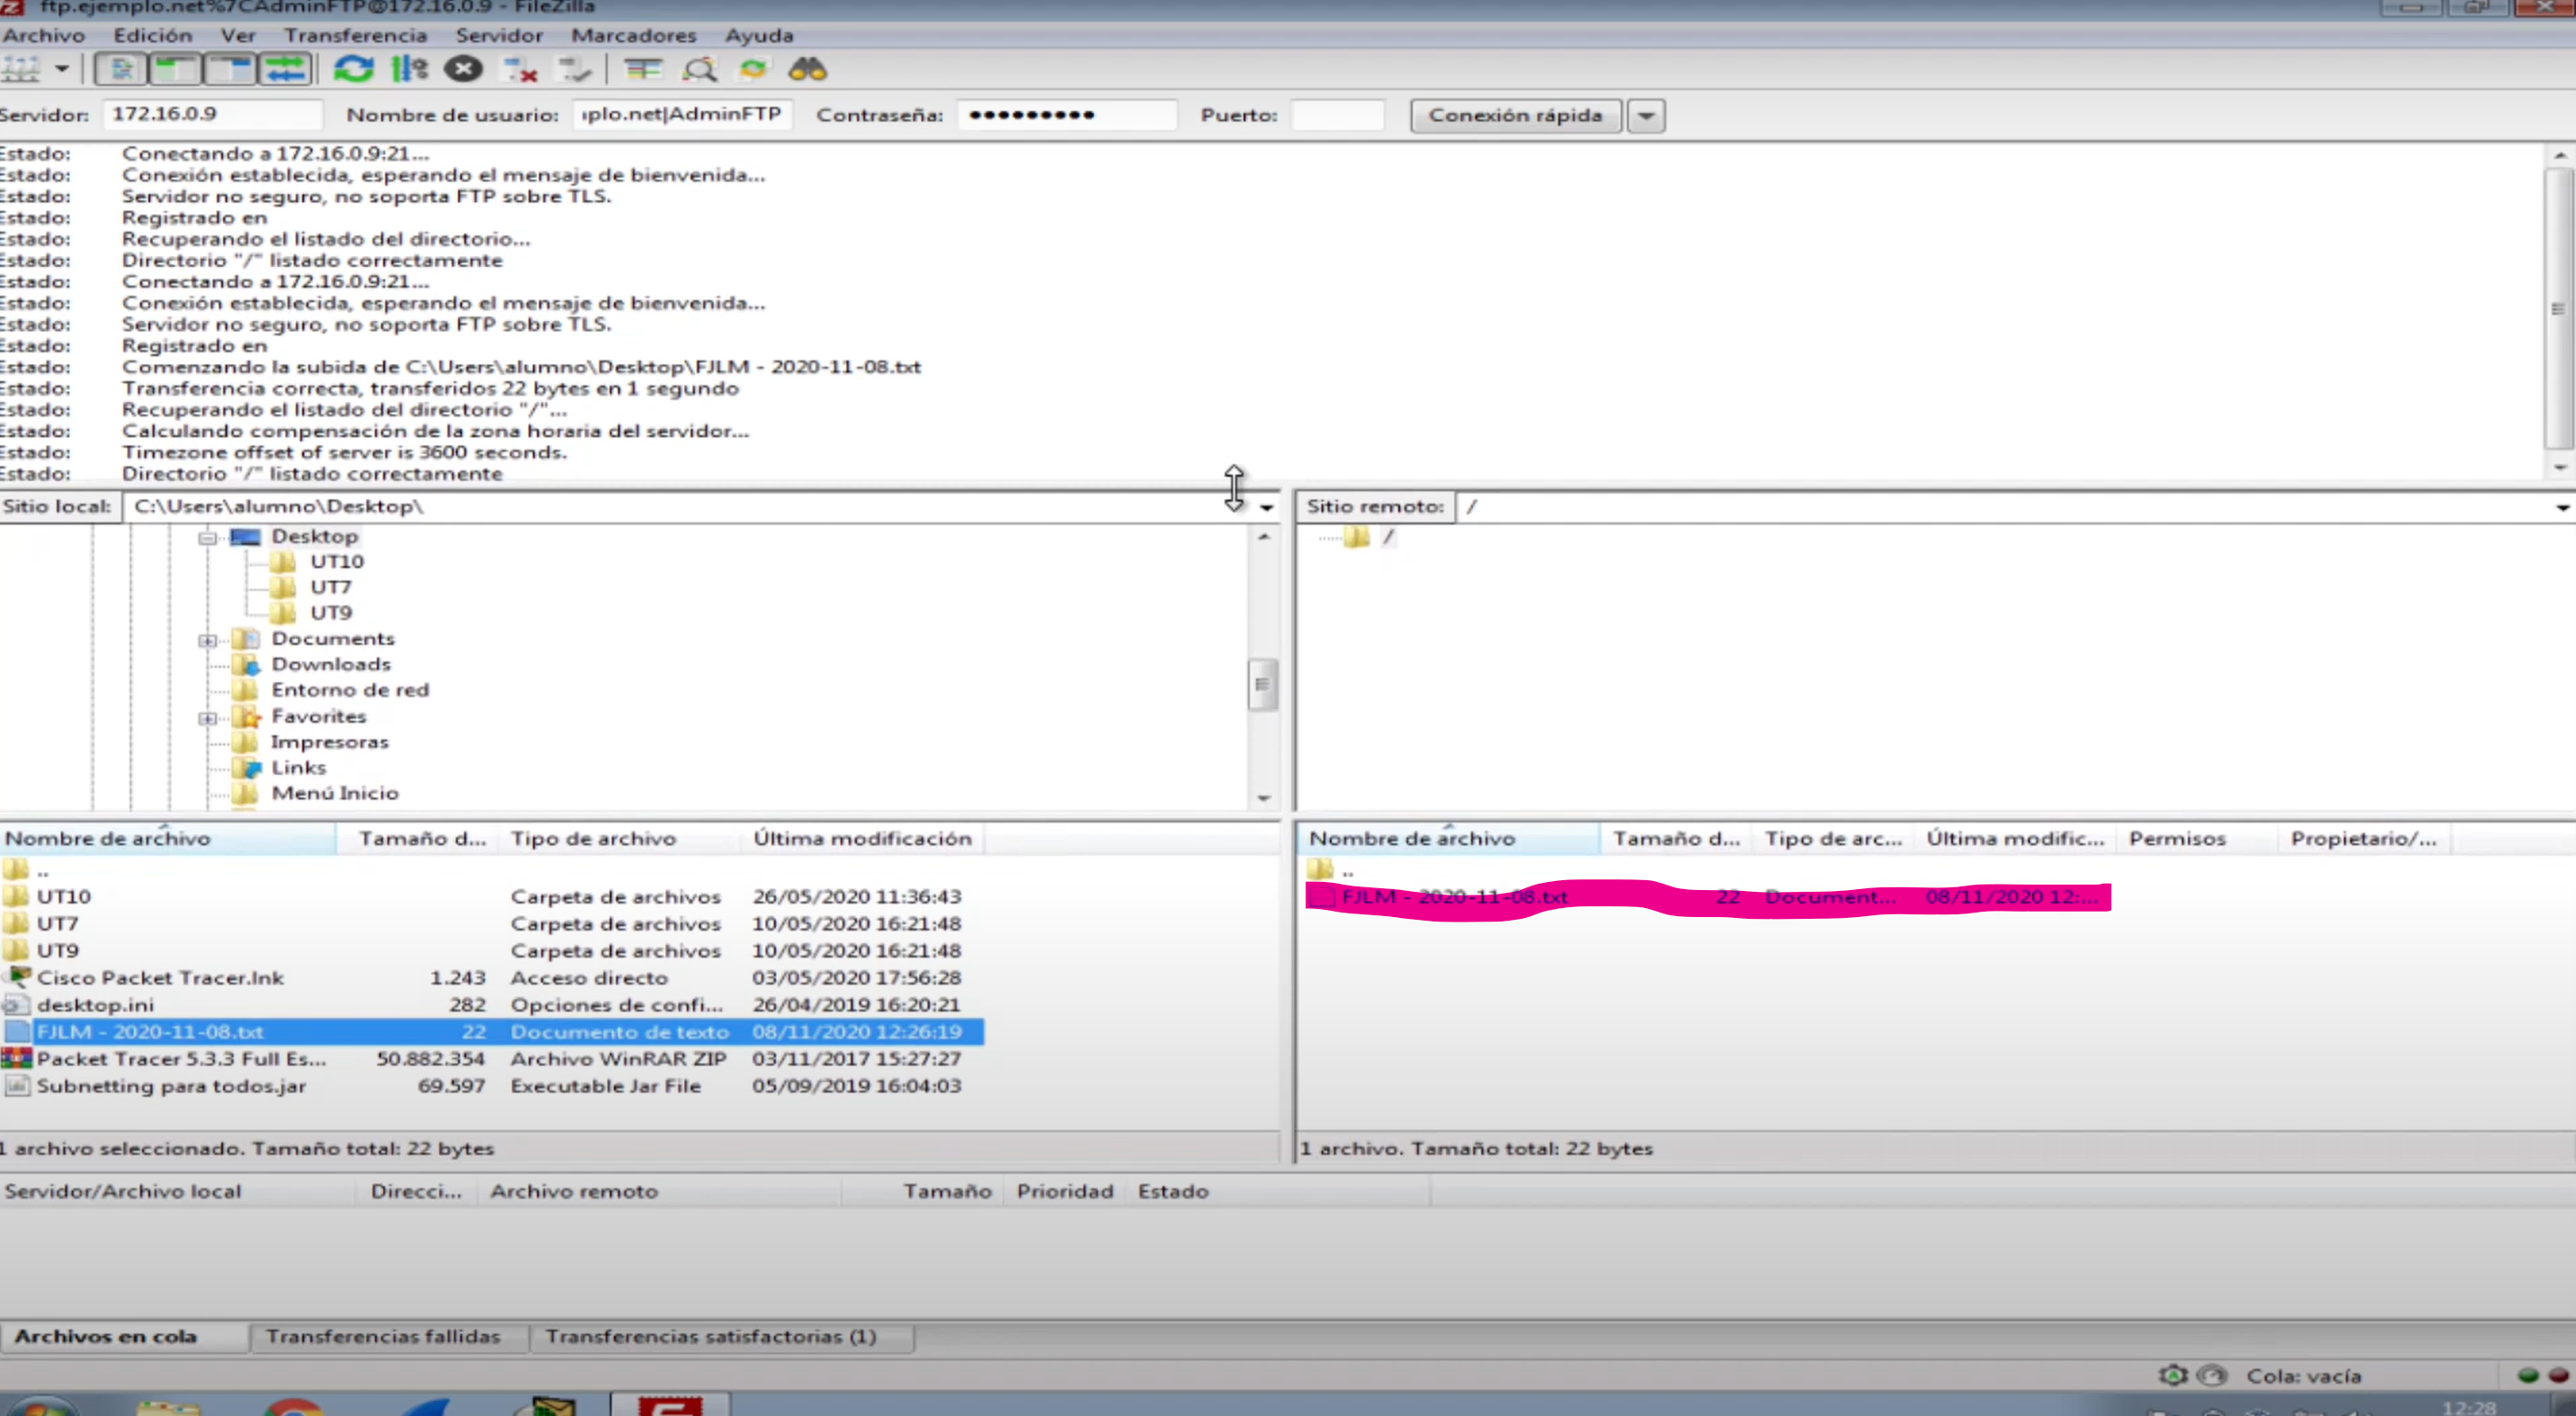 ftp.ejemplo.net%7CAdminFTP@172.16.0.9 - FileZilla
Archivo Edición Ver Transferencia Servidor Marcadores Ayuda
Servidor: 172.16.0.9 Nombre de usuario: ıplo.net|AdminFTP Contraseña: ●●●●●●●●● Puerto: Conexión rápida
Estado: Conectando a 172.16.0.9:21...
Estado: Conexión establecida, esperando el mensaje de bienvenida...
Estado: Servidor no seguro, no soporta FTP sobre TLS.
Estado: Registrado en
Estado: Recuperando el listado del directorio...
Estado: Directorio "/" listado correctamente
Estado: Conectando a 172.16.0.9:21...
Estado: Conexión establecida, esperando el mensaje de bienvenida...
Estado: Servidor no seguro, no soporta FTP sobre TLS.
Estado: Registrado en
Estado: Comenzando la subida de C:\Users\alumno\Desktop\FJLM - 2020-11-08.txt
Estado: Transferencia correcta, transferidos 22 bytes en 1 segundo
Estado: Recuperando el listado del directorio "/"...
Estado: Calculando compensación de la zona horaria del servidor...
Estado: Timezone offset of server is 3600 seconds.
Estado: Directorio "/" listado correctamente
Sitio local: C:\Users\alumno\Desktop\
Desktop
UT10
UT7
UT9
Documents
Downloads
Entorno de red
Favorites
Impresoras
Links
Menú Inicio
Sitio remoto: /
/
Nombre de archivo Tamaño d... Tipo de archivo Última modificación
..
UT10 Carpeta de archivos 26/05/2020 11:36:43
UT7 Carpeta de archivos 10/05/2020 16:21:48
UT9 Carpeta de archivos 10/05/2020 16:21:48
Cisco Packet Tracer.lnk 1.243 Acceso directo 03/05/2020 17:56:28
desktop.ini 282 Opciones de confi... 26/04/2019 16:20:21
FJLM - 2020-11-08.txt 22 Documento de texto 08/11/2020 12:26:19
Packet Tracer 5.3.3 Full Es... 50.882.354 Archivo WinRAR ZIP 03/11/2017 15:27:27
Subnetting para todos.jar 69.597 Executable Jar File 05/09/2019 16:04:03
1 archivo seleccionado. Tamaño total: 22 bytes
Nombre de archivo Tamaño d... Tipo de arc... Última modific... Permisos Propietario/...
..
FJLM - 2020-11-08.txt 22 Document... 08/11/2020 12:...
1 archivo. Tamaño total: 22 bytes
Servidor/Archivo local Direcci... Archivo remoto Tamaño Prioridad Estado
Archivos en cola Transferencias fallidas Transferencias satisfactorias (1)
Cola: vacía
12:28